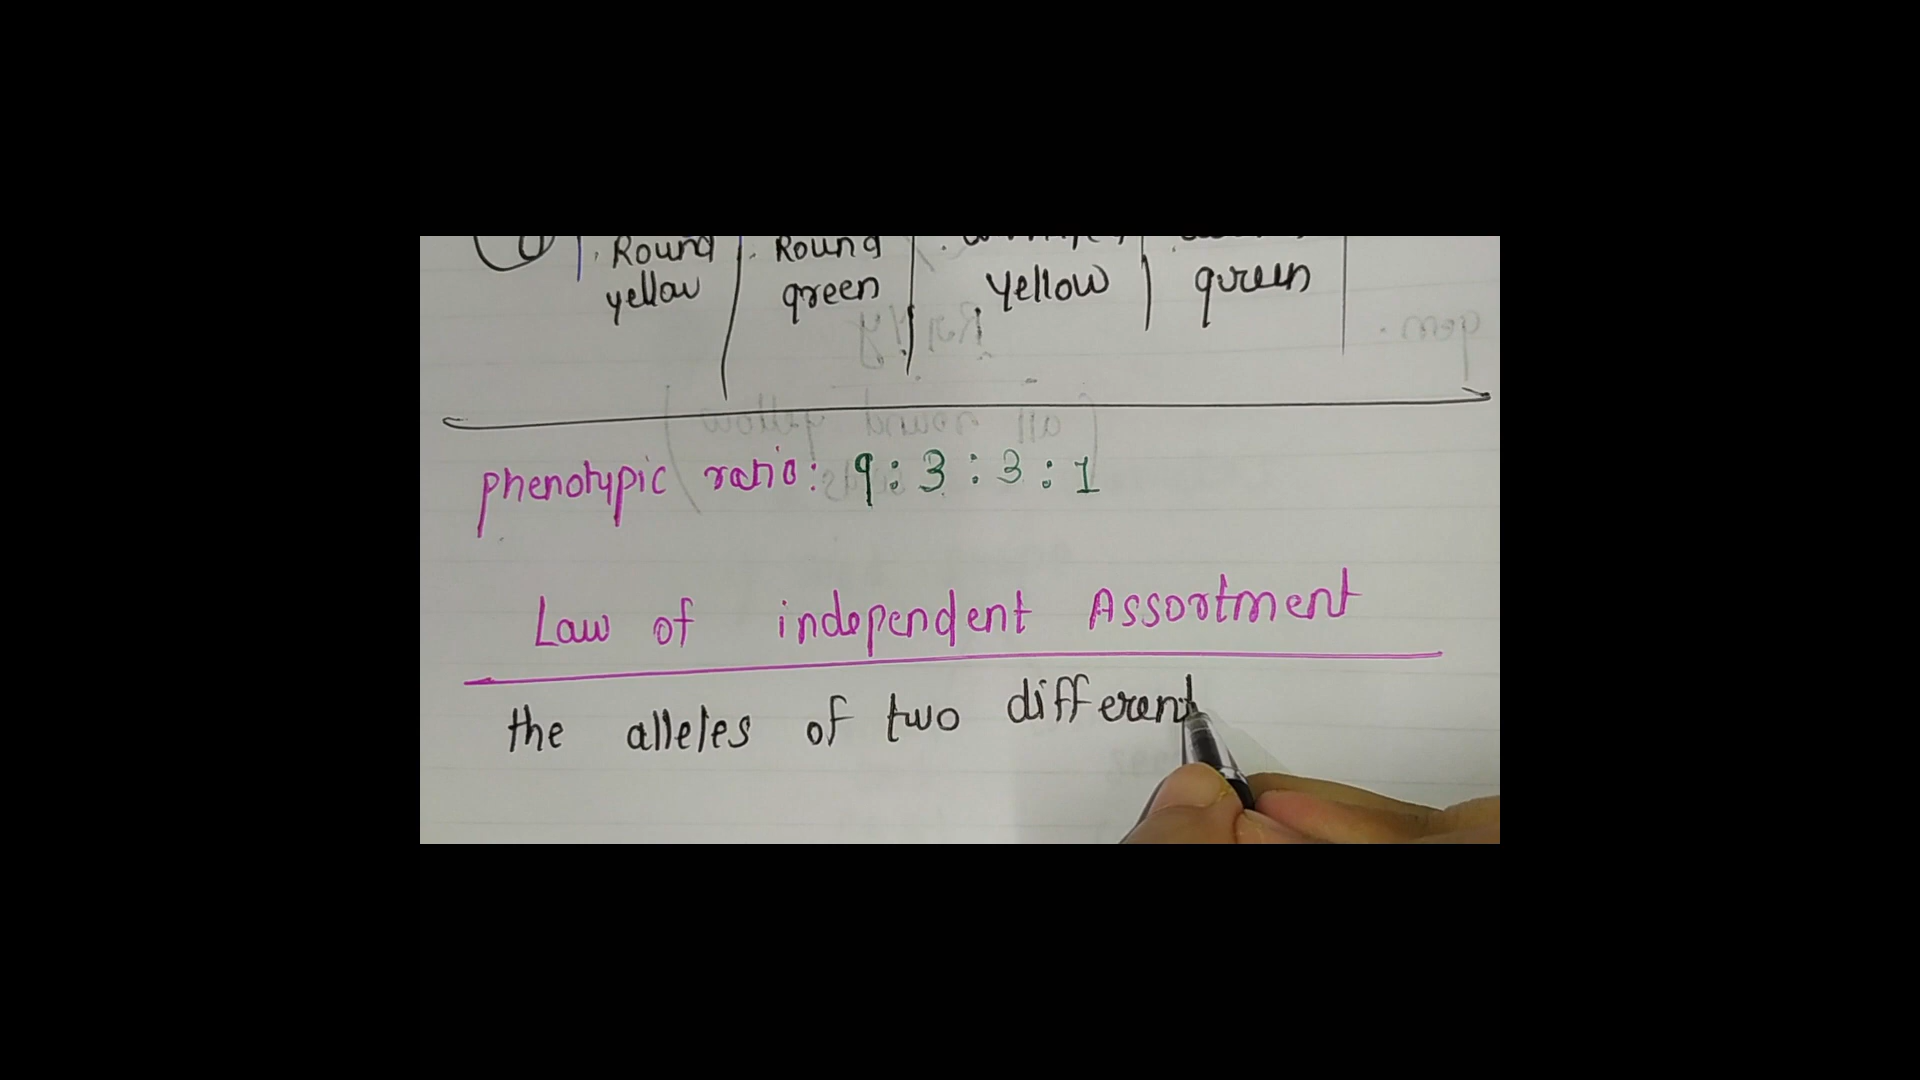 Round Round
yellow green yellow green
phenotypic ratio: 9 : 3 : 3 : 1
Law of independent Assortment
the alleles of two different